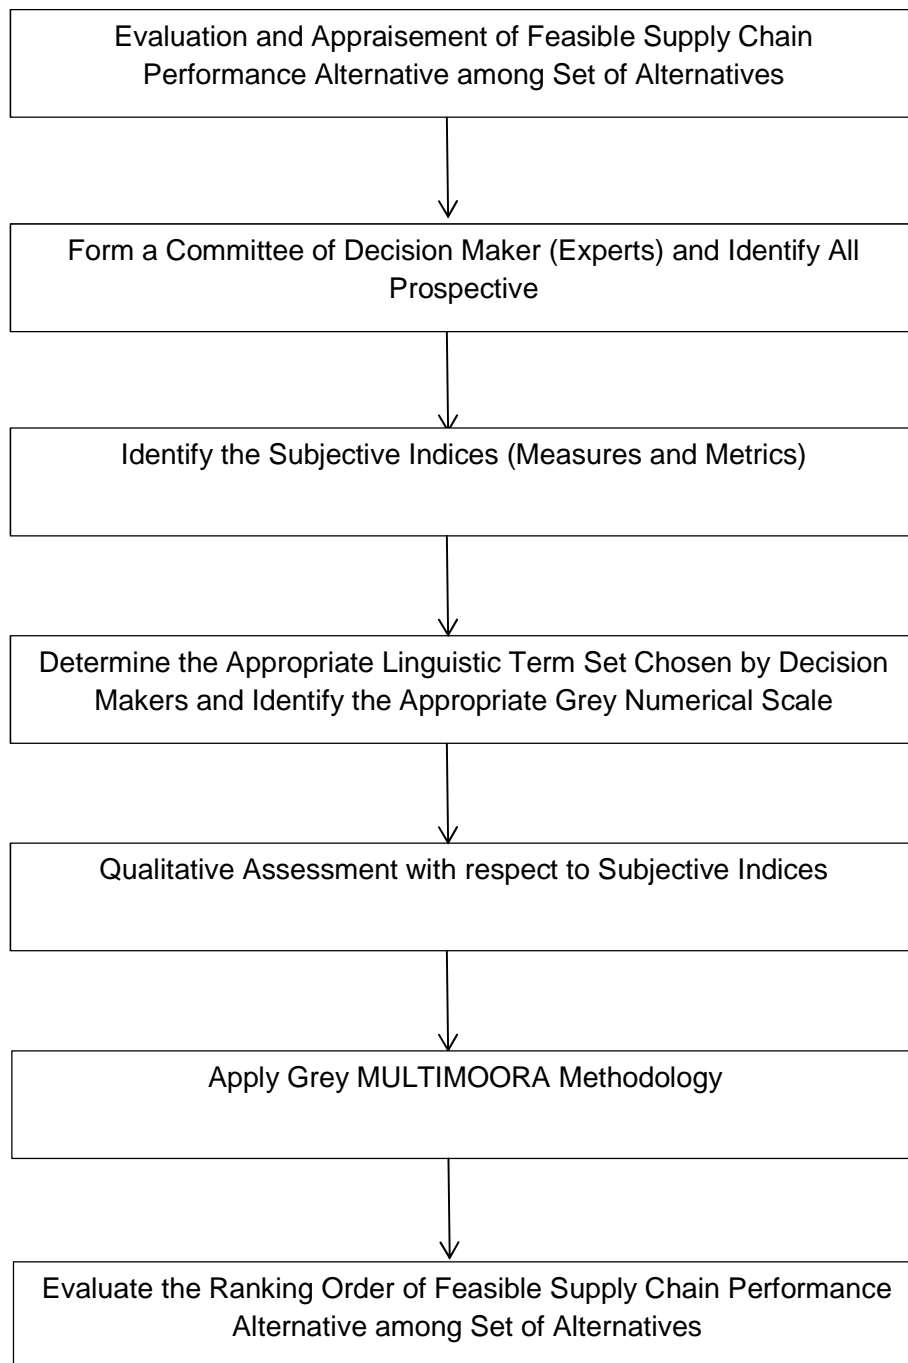 Evaluation and Appraisement of Feasible Supply Chain
Performance Alternative among Set of Alternatives
Form a Committee of Decision Maker (Experts) and Identify All
Prospective
Identify the Subjective Indices (Measures and Metrics)
Determine the Appropriate Linguistic Term Set Chosen by Decision
Makers and Identify the Appropriate Grey Numerical Scale
Qualitative Assessment with respect to Subjective Indices
Apply Grey MULTIMOORA Methodology
Evaluate the Ranking Order of Feasible Supply Chain Performance
Alternative among Set of Alternatives